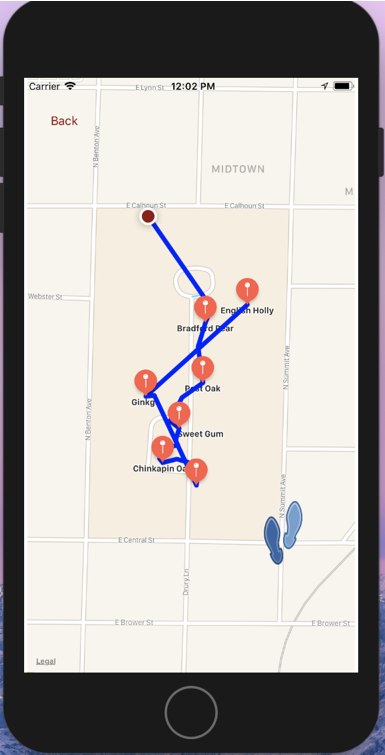 Carrier 12:02 PM
E Lynn St
Back
N Benton Ave
MIDTOWN
M
E Calhoun St E Calhoun St
Webster St
English Holly
Bradford Pear
N Summit Ave
Post Oak
Ginkg
N Benton Ave
Sweet Gum
Chinkapin Oa
N Summit Ave
E Central St
Drury Ln
E Brower St E Brower St
Legal